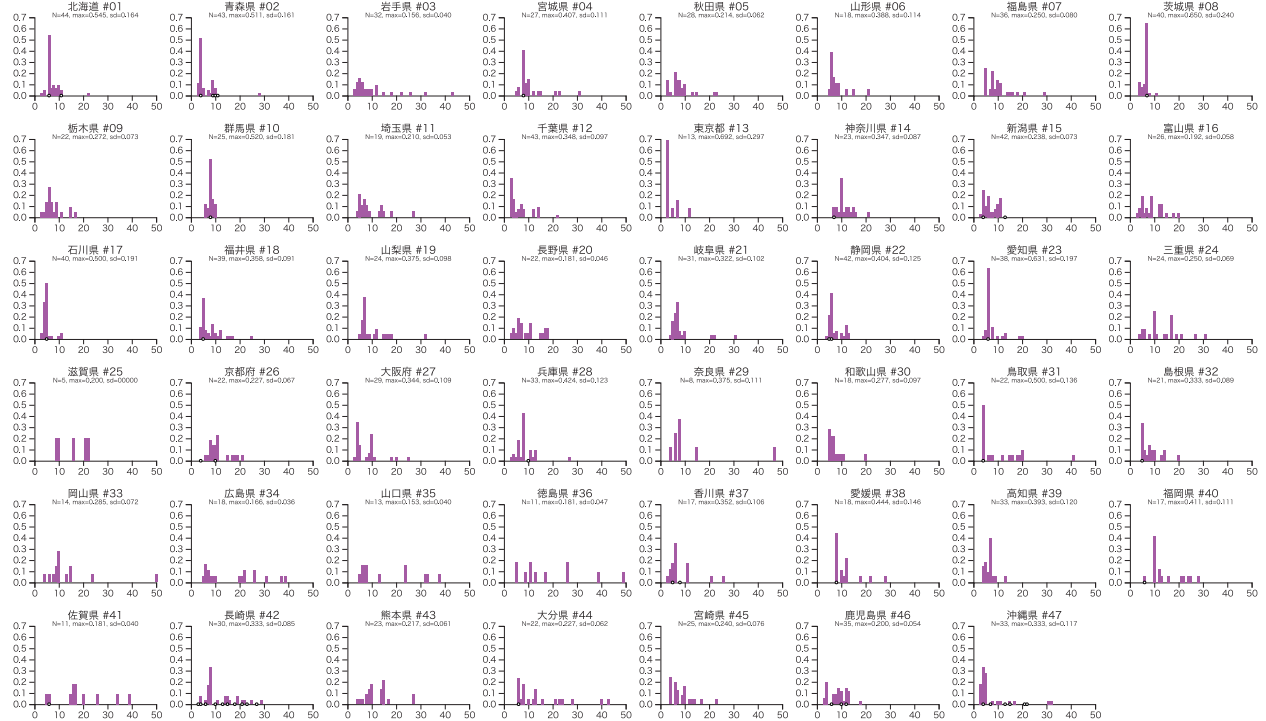 北海道 #01
N=44, max=0.545, sd=0.164
青森県 #02
N=43, max=0.511, sd=0.161
岩手県 #03
N=32, max=0.156, sd=0.040
宮城県 #04
N=27, max=0.407, sd=0.111
秋田県 #05
N=28, max=0.214, sd=0.062
山形県 #06
N=18, max=0.388, sd=0.114
福島県 #07
N=36, max=0.250, sd=0.080
茨城県 #08
N=40, max=0.650, sd=0.240
栃木県 #09
N=22, max=0.272, sd=0.073
群馬県 #10
N=25, max=0.520, sd=0.181
埼玉県 #11
N=19, max=0.210, sd=0.053
千葉県 #12
N=43, max=0.348, sd=0.097
東京都 #13
N=13, max=0.692, sd=0.297
神奈川県 #14
N=23, max=0.347, sd=0.087
新潟県 #15
N=42, max=0.238, sd=0.073
富山県 #16
N=26, max=0.192, sd=0.058
石川県 #17
N=40, max=0.500, sd=0.191
福井県 #18
N=39, max=0.358, sd=0.091
山梨県 #19
N=24, max=0.375, sd=0.098
長野県 #20
N=22, max=0.181, sd=0.046
岐阜県 #21
N=31, max=0.322, sd=0.102
静岡県 #22
N=42, max=0.404, sd=0.125
愛知県 #23
N=38, max=0.631, sd=0.197
三重県 #24
N=24, max=0.250, sd=0.069
滋賀県 #25
N=5, max=0.200, sd=00000
京都府 #26
N=22, max=0.227, sd=0.067
大阪府 #27
N=29, max=0.344, sd=0.109
兵庫県 #28
N=33, max=0.424, sd=0.123
奈良県 #29
N=8, max=0.375, sd=0.111
和歌山県 #30
N=18, max=0.277, sd=0.097
鳥取県 #31
N=22, max=0.500, sd=0.136
島根県 #32
N=21, max=0.333, sd=0.089
岡山県 #33
N=14, max=0.285, sd=0.072
広島県 #34
N=18, max=0.166, sd=0.036
山口県 #35
N=13, max=0.153, sd=0.040
徳島県 #36
N=11, max=0.181, sd=0.047
香川県 #37
N=17, max=0.352, sd=0.106
愛媛県 #38
N=18, max=0.444, sd=0.146
高知県 #39
N=33, max=0.393, sd=0.120
福岡県 #40
N=17, max=0.411, sd=0.111
佐賀県 #41
N=11, max=0.181, sd=0.040
長崎県 #42
N=30, max=0.333, sd=0.085
熊本県 #43
N=23, max=0.217, sd=0.061
大分県 #44
N=22, max=0.227, sd=0.062
宮崎県 #45
N=25, max=0.240, sd=0.076
鹿児島県 #46
N=35, max=0.200, sd=0.054
沖縄県 #47
N=33, max=0.333, sd=0.117